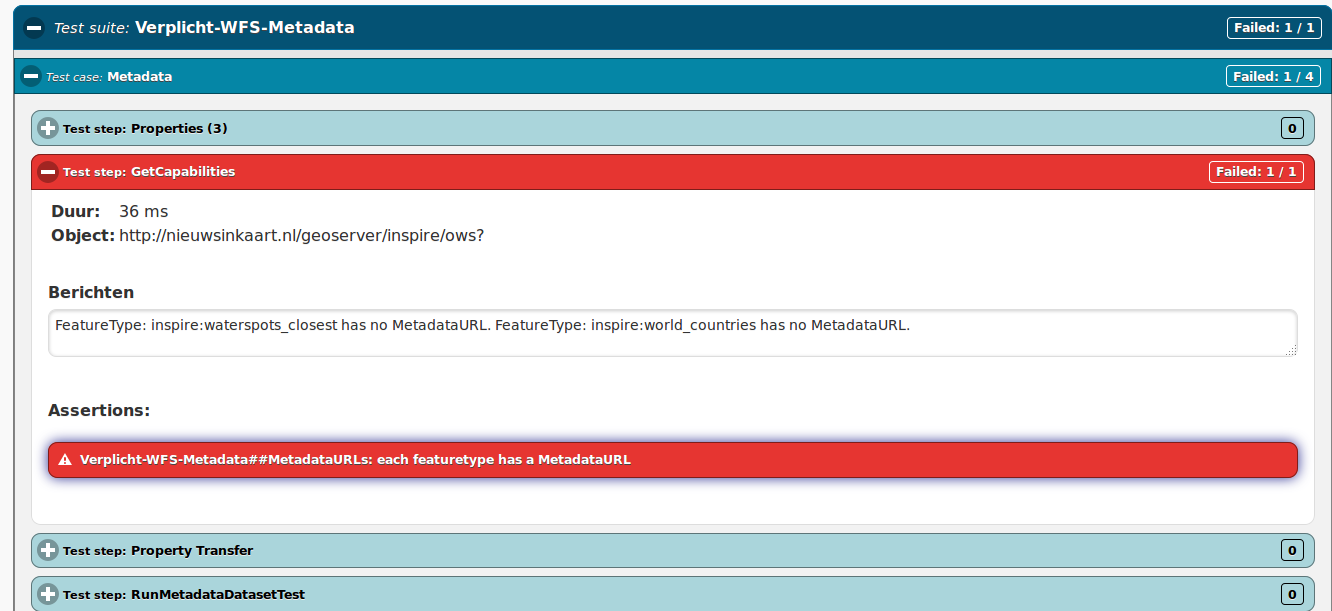 Test suite: Verplicht-WFS-Metadata Failed: 1 / 1
Test case: Metadata Failed: 1 / 4
Test step: Properties (3) 0
Test step: GetCapabilities Failed: 1 / 1
Duur: 36 ms
Object: http://nieuwsinkaart.nl/geoserver/inspire/ows?
Berichten
FeatureType: inspire:waterspots_closest has no MetadataURL. FeatureType: inspire:world_countries has no MetadataURL.
Assertions:
Verplicht-WFS-Metadata##MetadataURLs: each featuretype has a MetadataURL
Test step: Property Transfer 0
Test step: RunMetadataDatasetTest 0